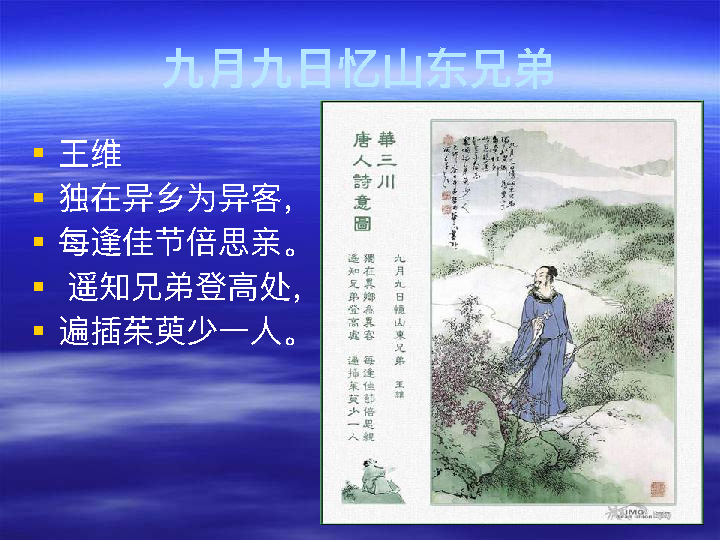 九月九日忆山东兄弟
王维
独在异乡为异客，
每逢佳节倍思亲。
遥知兄弟登高处，
遍插茱萸少一人。
華三川
唐人詩意圖
九月九日憶山東兄弟 王維
獨在異鄉為異客 每逢佳節倍思親
遥知兄弟登高處 遍插茱萸少一人